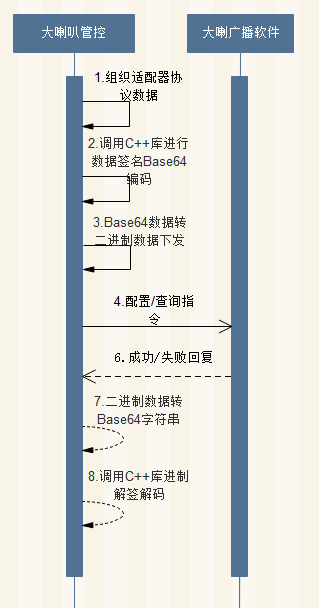 大喇叭管控
大喇广播软件
1.组织适配器协
议数据
2.调用C++库进行
数据签名Base64
编码
3.Base64数据转
二进制数据下发
4.配置/查询指
令
6.成功/失败回复
7.二进制数据转
Base64字符串
8.调用C++库进制
解签解码